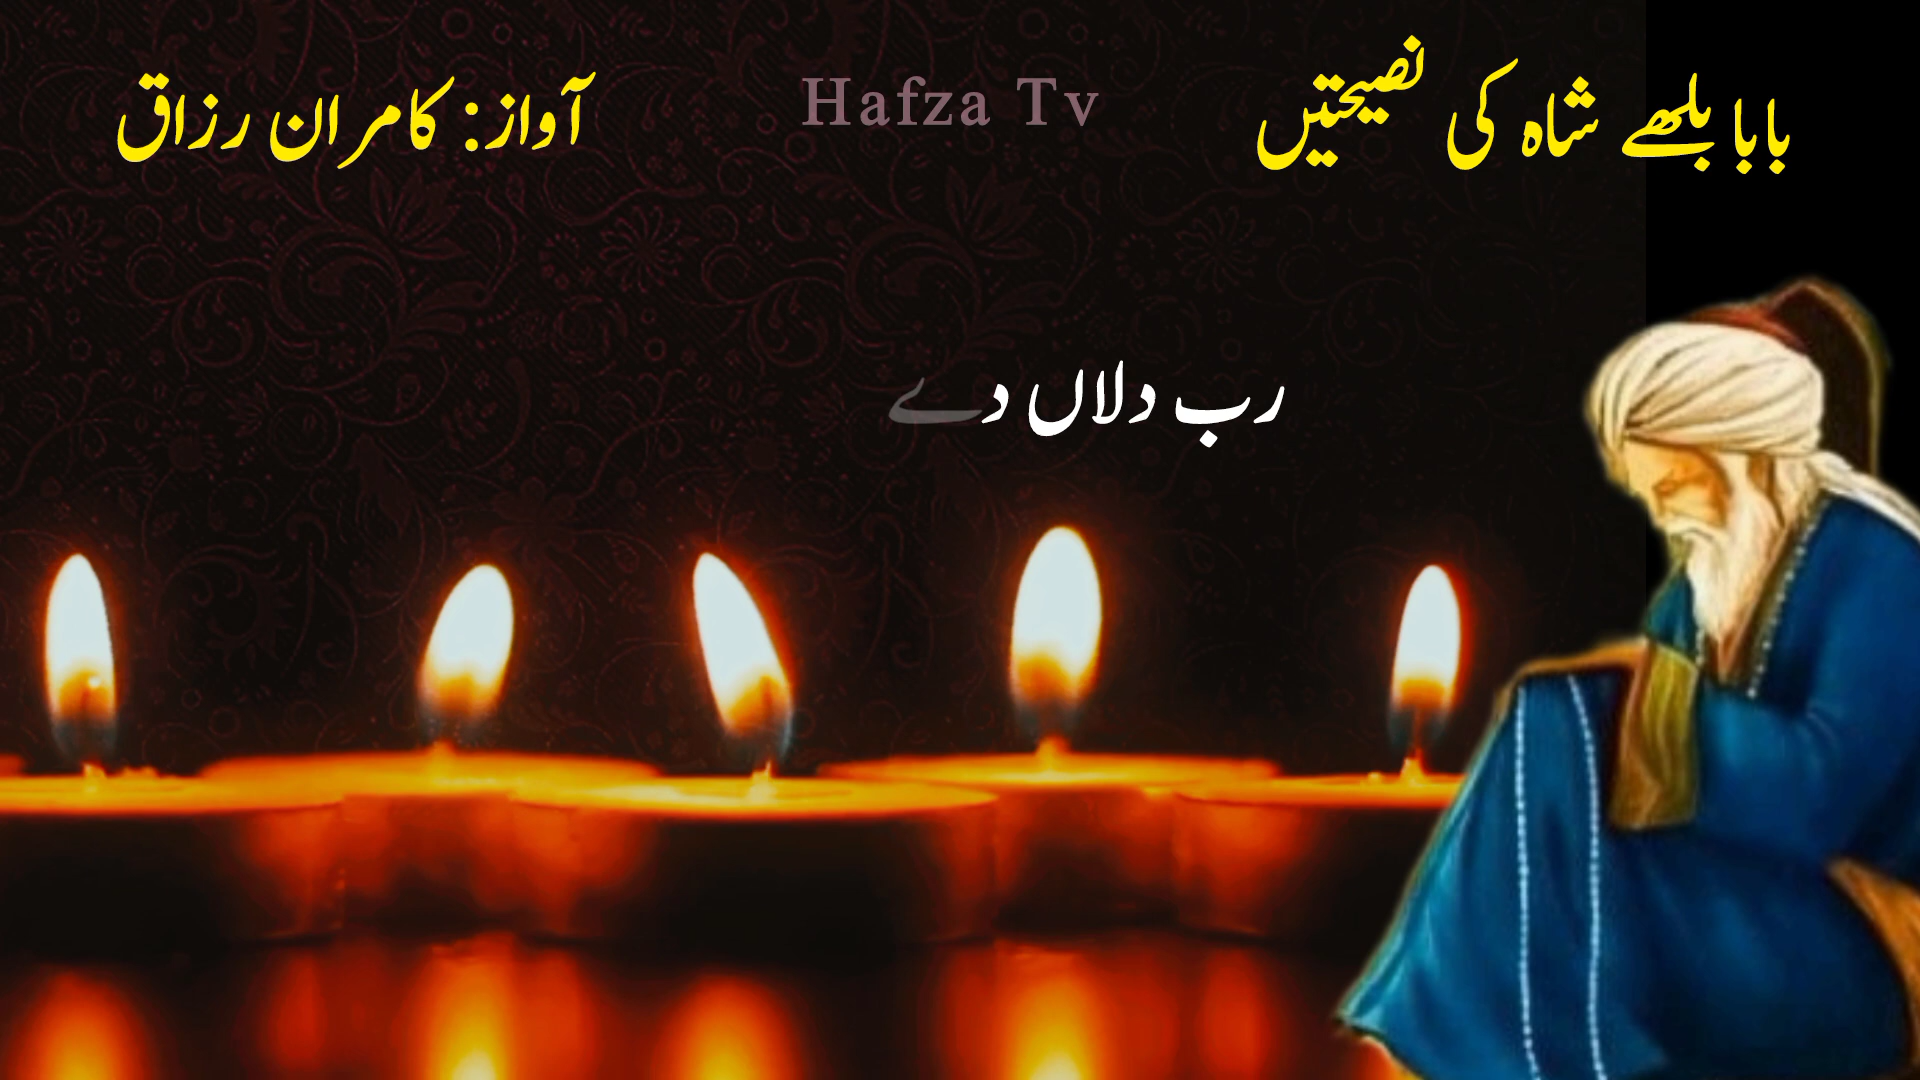 بابا بلھے شاہ کی نصیحتیں
Hafza Tv
آواز: کامران رزاق
رب دلاں دے